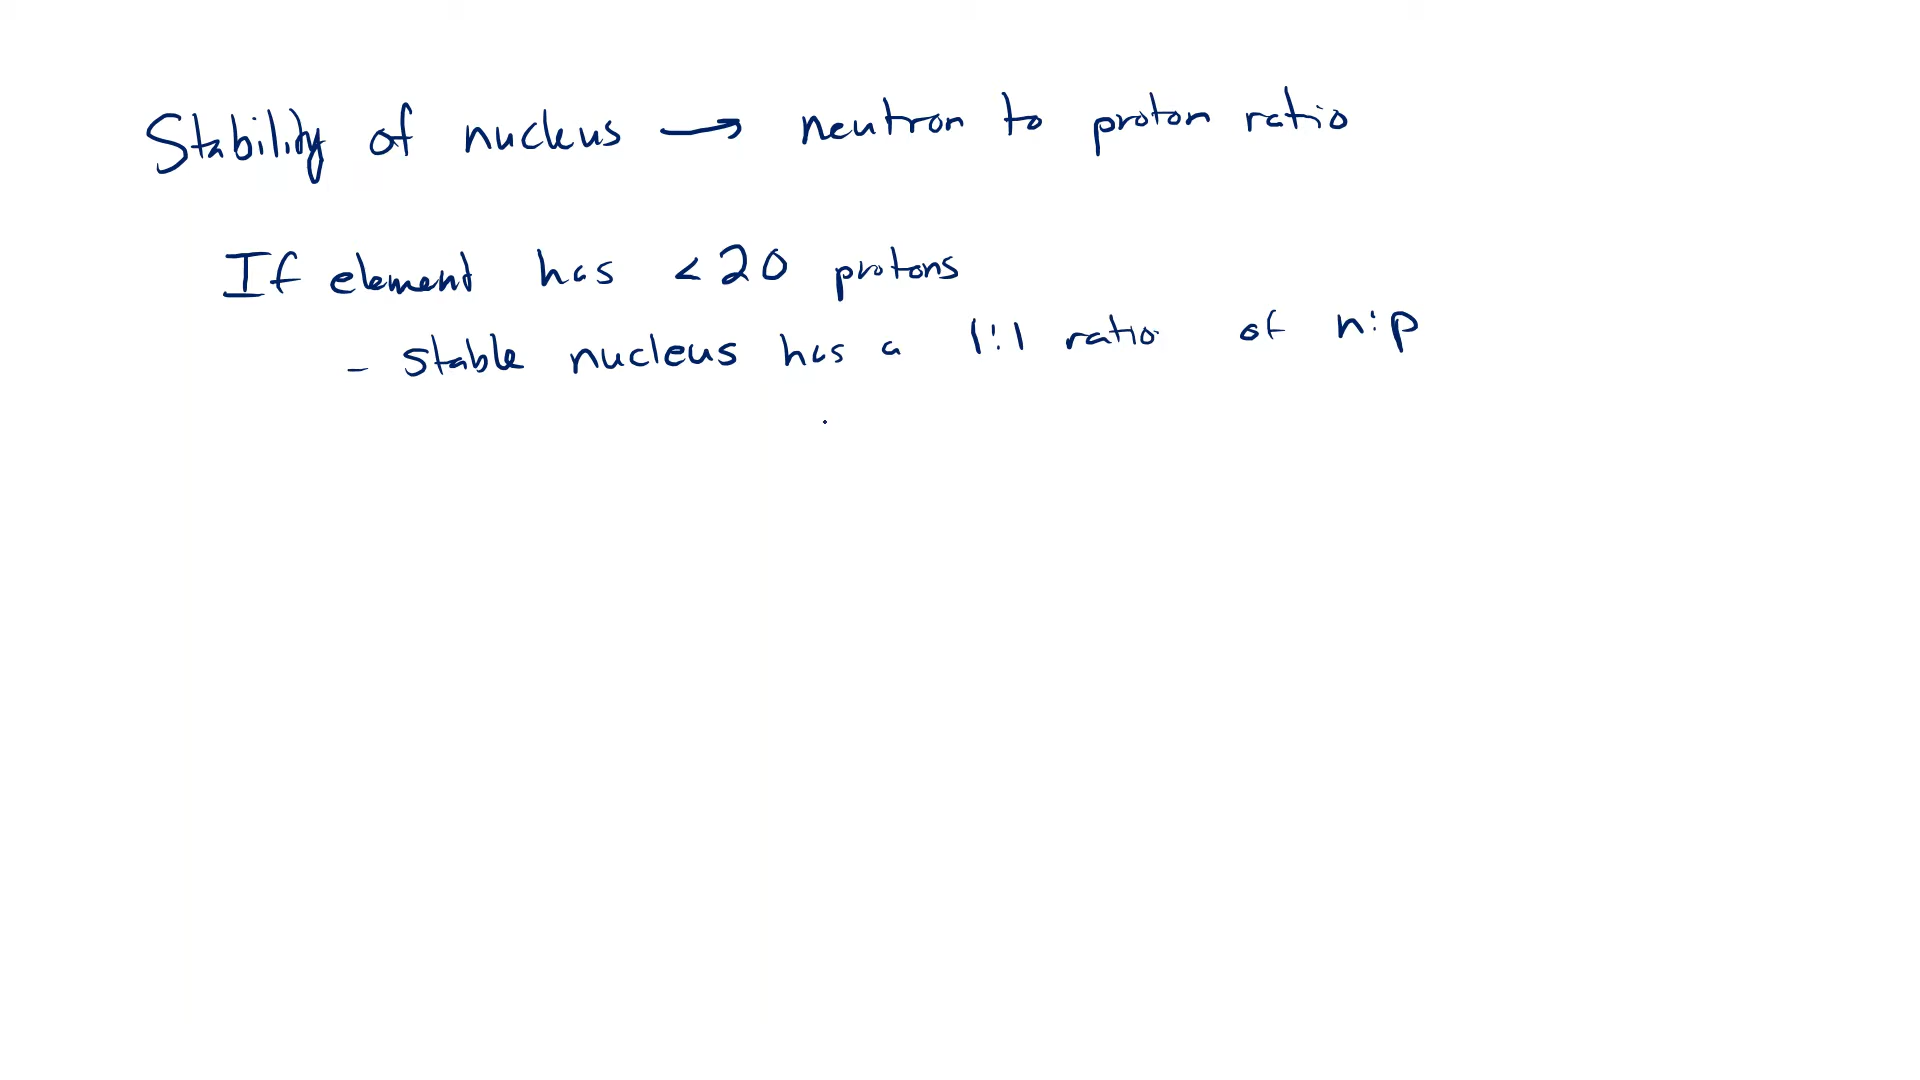 Stability of nucleus → neutron to proton ratio
If element has <20 protons
- stable nucleus has a 1:1 ratio of n:p